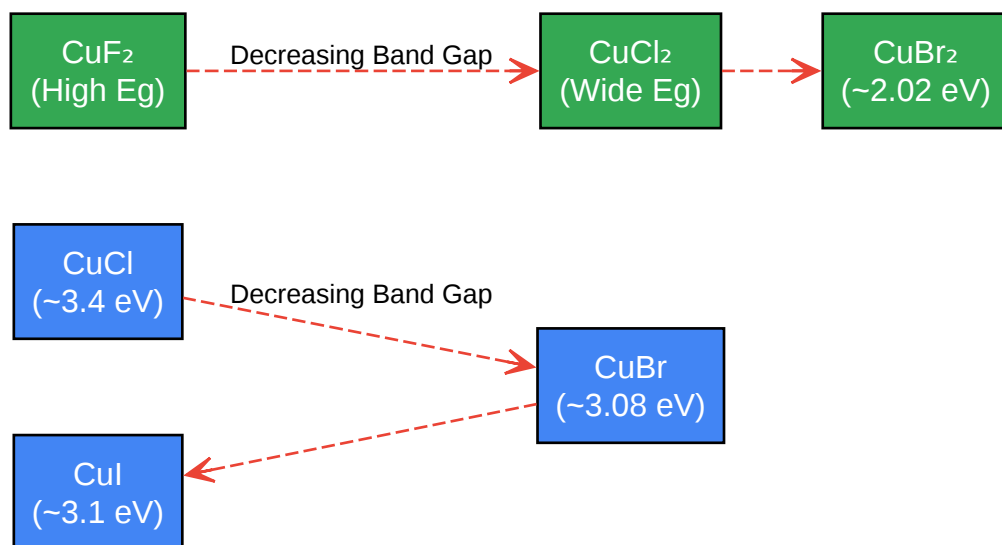 CuF₂
(High Eg)
Decreasing Band Gap
CuCl₂
(Wide Eg)
CuBr₂
(~2.02 eV)
CuCl
(~3.4 eV)
Decreasing Band Gap
CuBr
(~3.08 eV)
CuI
(~3.1 eV)